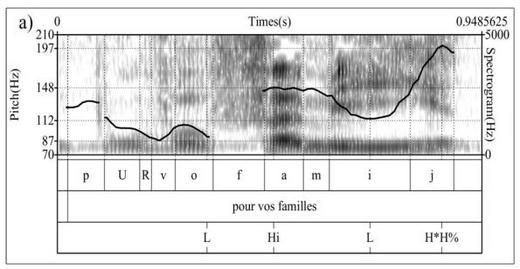 a) 0 Times(s) 0.9485625
210
197
148
112
87
70
Pitch(Hz)
5000
0
Spectrogram(Hz)
p U R v o f a m i j
pour vos familles
L Hi L H*H%